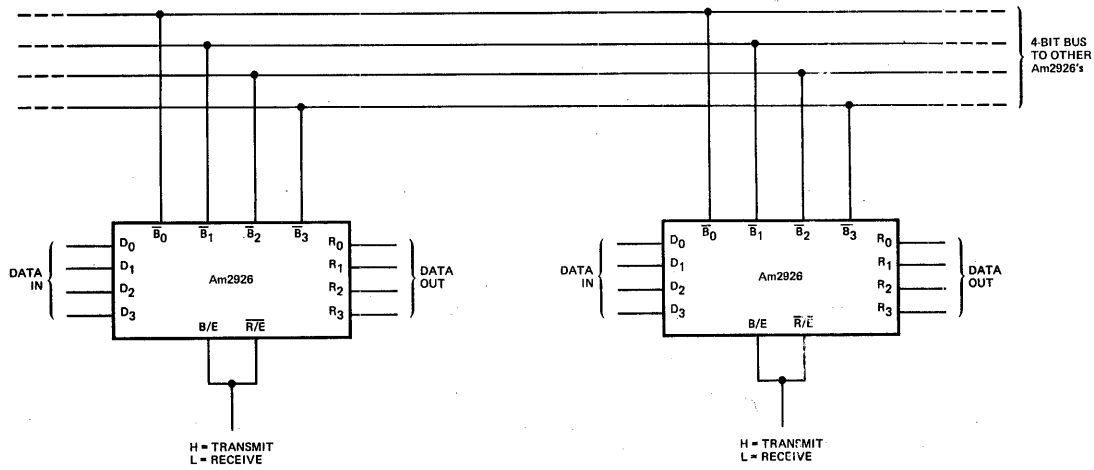 4-BIT BUS
TO OTHER
Am2926's
B̅0 B̅1 B̅2 B̅3
D0
D1
D2
D3
DATA
IN
Am2926
R0
R1
R2
R3
DATA
OUT
B/E R̅/̅E̅
H = TRANSMIT
L = RECEIVE
B̅0 B̅1 B̅2 B̅3
D0
D1
D2
D3
DATA
IN
Am2926
R0
R1
R2
R3
DATA
OUT
B/E R̅/E̅
H = TRANSMIT
L = RECEIVE